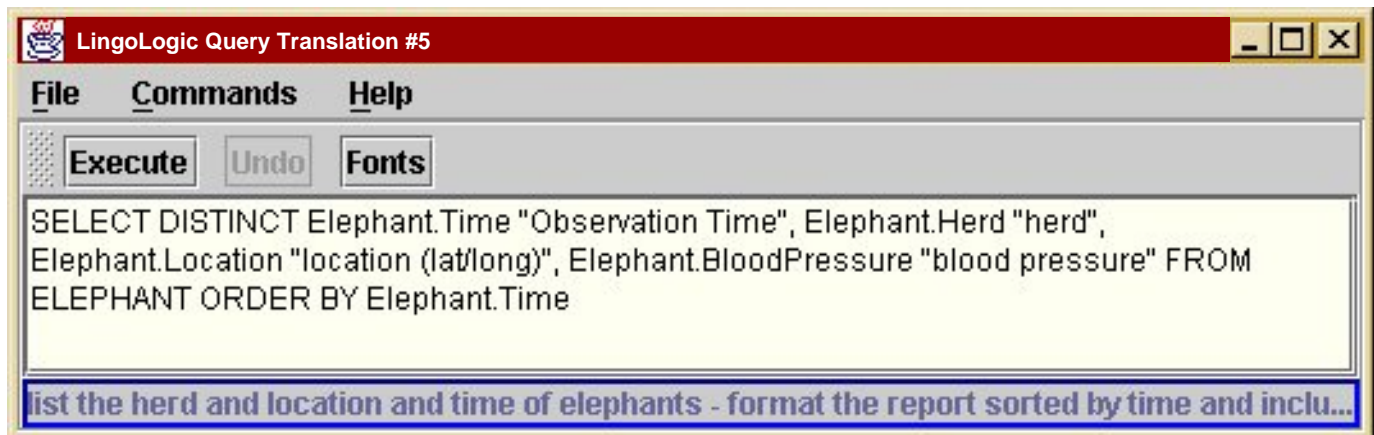 LingoLogic Query Translation #5
File Commands Help
Execute Undo Fonts
SELECT DISTINCT Elephant.Time "Observation Time", Elephant.Herd "herd",
Elephant.Location "location (lat/long)", Elephant.BloodPressure "blood pressure" FROM
ELEPHANT ORDER BY Elephant.Time
list the herd and location and time of elephants - format the report sorted by time and inclu...